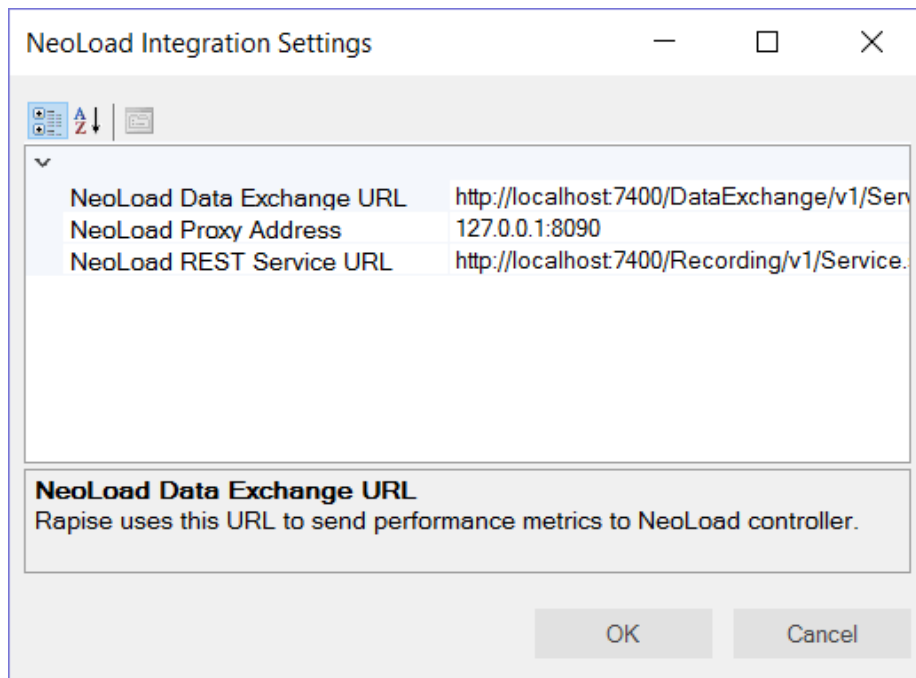 NeoLoad Integration Settings
NeoLoad Data Exchange URL http://localhost:7400/DataExchange/v1/Serv
NeoLoad Proxy Address 127.0.0.1:8090
NeoLoad REST Service URL http://localhost:7400/Recording/v1/Service.
NeoLoad Data Exchange URL
Rapise uses this URL to send performance metrics to NeoLoad controller.
OK Cancel